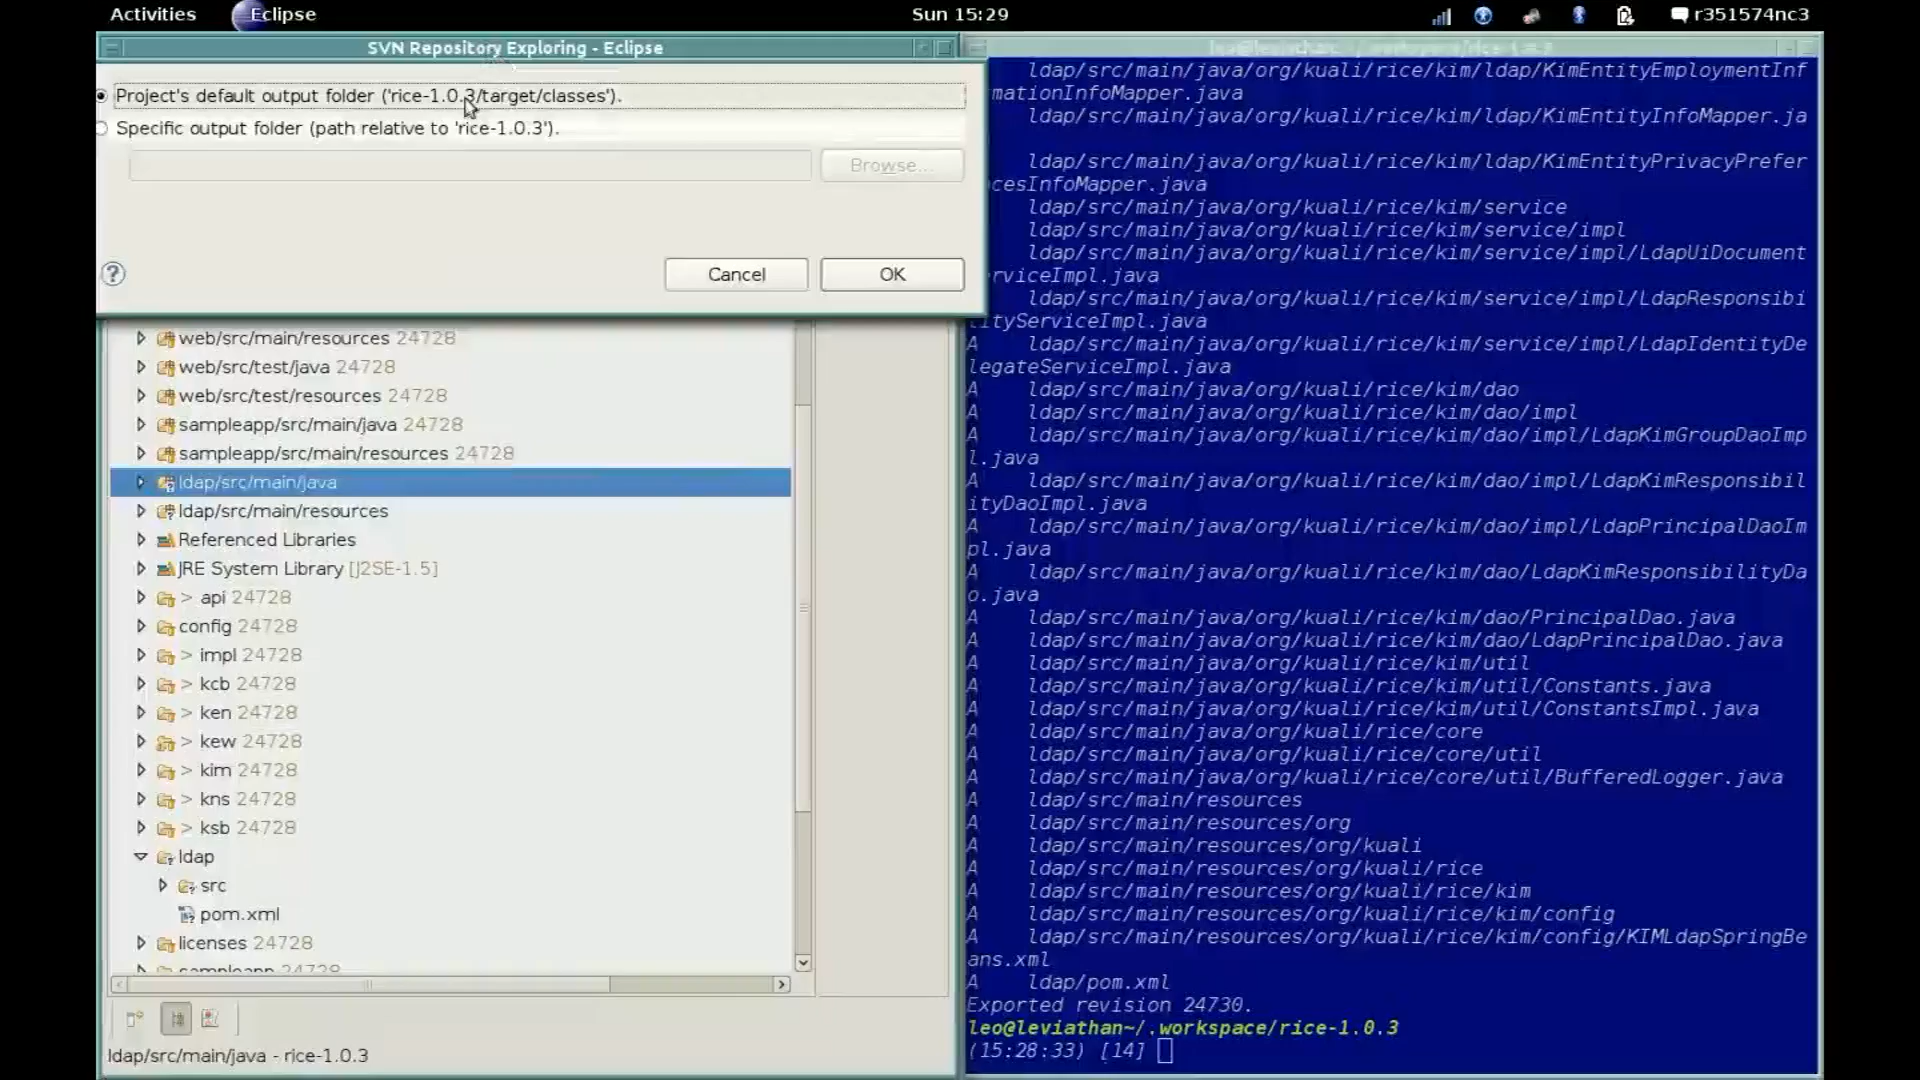 Activities
Eclipse
Sun 15:29
r351574nc3
SVN Repository Exploring - Eclipse
Project's default output folder ('rice-1.0.3/target/classes').
Specific output folder (path relative to 'rice-1.0.3').
Browse...
Cancel
OK
web/src/main/resources 24728
web/src/test/java 24728
web/src/test/resources 24728
sampleapp/src/main/java 24728
sampleapp/src/main/resources 24728
ldap/src/main/java
ldap/src/main/resources
Referenced Libraries
JRE System Library [J2SE-1.5]
> api 24728
config 24728
> impl 24728
> kcb 24728
> ken 24728
> kew 24728
> kim 24728
> kns 24728
> ksb 24728
ldap
src
pom.xml
licenses 24728
sampleapp 24728
ldap/src/main/java - rice-1.0.3
ldap/src/main/java/org/kuali/rice/kim/ldap/KimEntityEmploymentInf
mationInfoMapper.java
ldap/src/main/java/org/kuali/rice/kim/ldap/KimEntityInfoMapper.ja
ldap/src/main/java/org/kuali/rice/kim/ldap/KimEntityPrivacyPrefer
cesInfoMapper.java
ldap/src/main/java/org/kuali/rice/kim/service
ldap/src/main/java/org/kuali/rice/kim/service/impl
ldap/src/main/java/org/kuali/rice/kim/service/impl/LdapUiDocument
rviceImpl.java
ldap/src/main/java/org/kuali/rice/kim/service/impl/LdapResponsibi
lityServiceImpl.java
A ldap/src/main/java/org/kuali/rice/kim/service/impl/LdapIdentityDe
legateServiceImpl.java
A ldap/src/main/java/org/kuali/rice/kim/dao
A ldap/src/main/java/org/kuali/rice/kim/dao/impl
A ldap/src/main/java/org/kuali/rice/kim/dao/impl/LdapKimGroupDaoImp
l.java
A ldap/src/main/java/org/kuali/rice/kim/dao/impl/LdapKimResponsibil
ityDaoImpl.java
A ldap/src/main/java/org/kuali/rice/kim/dao/impl/LdapPrincipalDaoIm
pl.java
A ldap/src/main/java/org/kuali/rice/kim/dao/LdapKimResponsibilityDa
o.java
A ldap/src/main/java/org/kuali/rice/kim/dao/PrincipalDao.java
A ldap/src/main/java/org/kuali/rice/kim/dao/LdapPrincipalDao.java
A ldap/src/main/java/org/kuali/rice/kim/util
A ldap/src/main/java/org/kuali/rice/kim/util/Constants.java
A ldap/src/main/java/org/kuali/rice/kim/util/ConstantsImpl.java
A ldap/src/main/java/org/kuali/rice/core
A ldap/src/main/java/org/kuali/rice/core/util
A ldap/src/main/java/org/kuali/rice/core/util/BufferedLogger.java
A ldap/src/main/resources
A ldap/src/main/resources/org
A ldap/src/main/resources/org/kuali
A ldap/src/main/resources/org/kuali/rice
A ldap/src/main/resources/org/kuali/rice/kim
A ldap/src/main/resources/org/kuali/rice/kim/config
A ldap/src/main/resources/org/kuali/rice/kim/config/KIMLdapSpringBe
ans.xml
A ldap/pom.xml
Exported revision 24730.
leo@leviathan~/.workspace/rice-1.0.3
(15:28:33) [14]